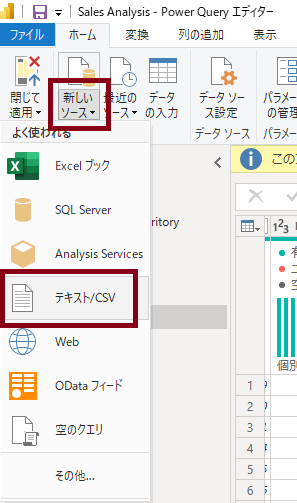 Sales Analysis - Power Query エディター
ファイル ホーム 変換 列の追加 表示
閉じて適用 新しいソース 最近のソース データの入力 データ ソース設定 パラメーの管理
データ ソース パラメー
よく使われる
Excel ブック
SQL Server
Analysis Services
テキスト/CSV
Web
OData フィード
空のクエリ
その他...
ritory
この
1 2 3
個別
1
2
3
4
5
6